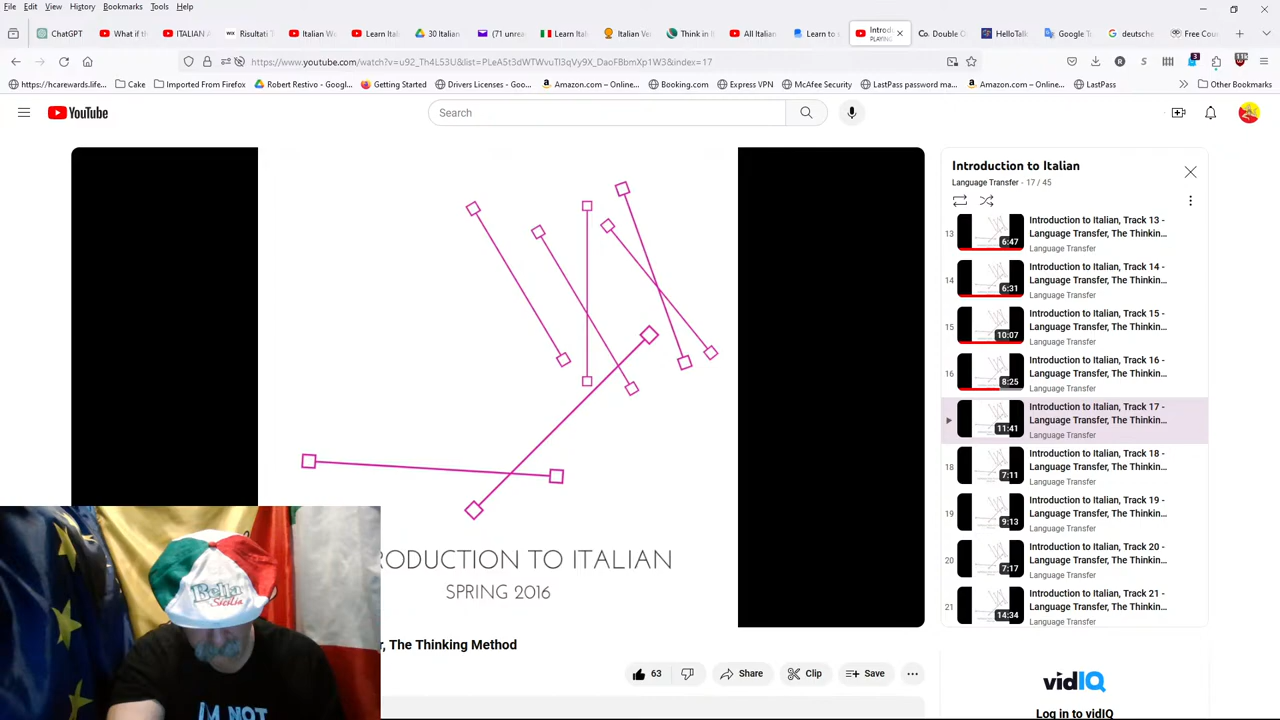 File Edit View History Bookmarks Tools Help
ChatGPT What if the ITALIAN A Risultati T Italian We Learn Ital 30 Italian (71 unrea Learn Itali Italian Ver Think in I All Italian Learn to Introdu PLAYING Co. Double HelloTalk Google Tr deutsche Free Cour
https://www.youtube.com/watch?v=u92_Th4L53U&list=PLeA5t3dWTWvuTI3qVy9X_DaoFBbmXp1W3&index=17
https://hcarewards.life... Cake Imported From Firefox Robert Restivo - Googl... Getting Started Drivers Licenses - Goo... Amazon.com – Online... Booking.com Express VPN McAfee Security LastPass password ma... Amazon.com – Online... LastPass Other Bookmarks
YouTube
Search
Introduction to Italian
Language Transfer - 17 / 45
13 Introduction to Italian, Track 13 -
Language Transfer, The Thinkin...
6:47
Language Transfer
14 Introduction to Italian, Track 14 -
Language Transfer, The Thinkin...
6:31
Language Transfer
15 Introduction to Italian, Track 15 -
Language Transfer, The Thinkin...
10:07
Language Transfer
16 Introduction to Italian, Track 16 -
Language Transfer, The Thinkin...
8:25
Language Transfer
Introduction to Italian, Track 17 -
Language Transfer, The Thinkin...
11:41
Language Transfer
18 Introduction to Italian, Track 18 -
Language Transfer, The Thinkin...
7:11
Language Transfer
19 Introduction to Italian, Track 19 -
Language Transfer, The Thinkin...
9:13
Language Transfer
20 Introduction to Italian, Track 20 -
Language Transfer, The Thinkin...
7:17
Language Transfer
21 Introduction to Italian, Track 21 -
Language Transfer, The Thinkin...
14:34
Language Transfer
RODUCTION TO ITALIAN
SPRING 2016
r, The Thinking Method
63 Share Clip Save
vidIQ
Log in to vidIQ
Bella
Sicilia
I'M NOT